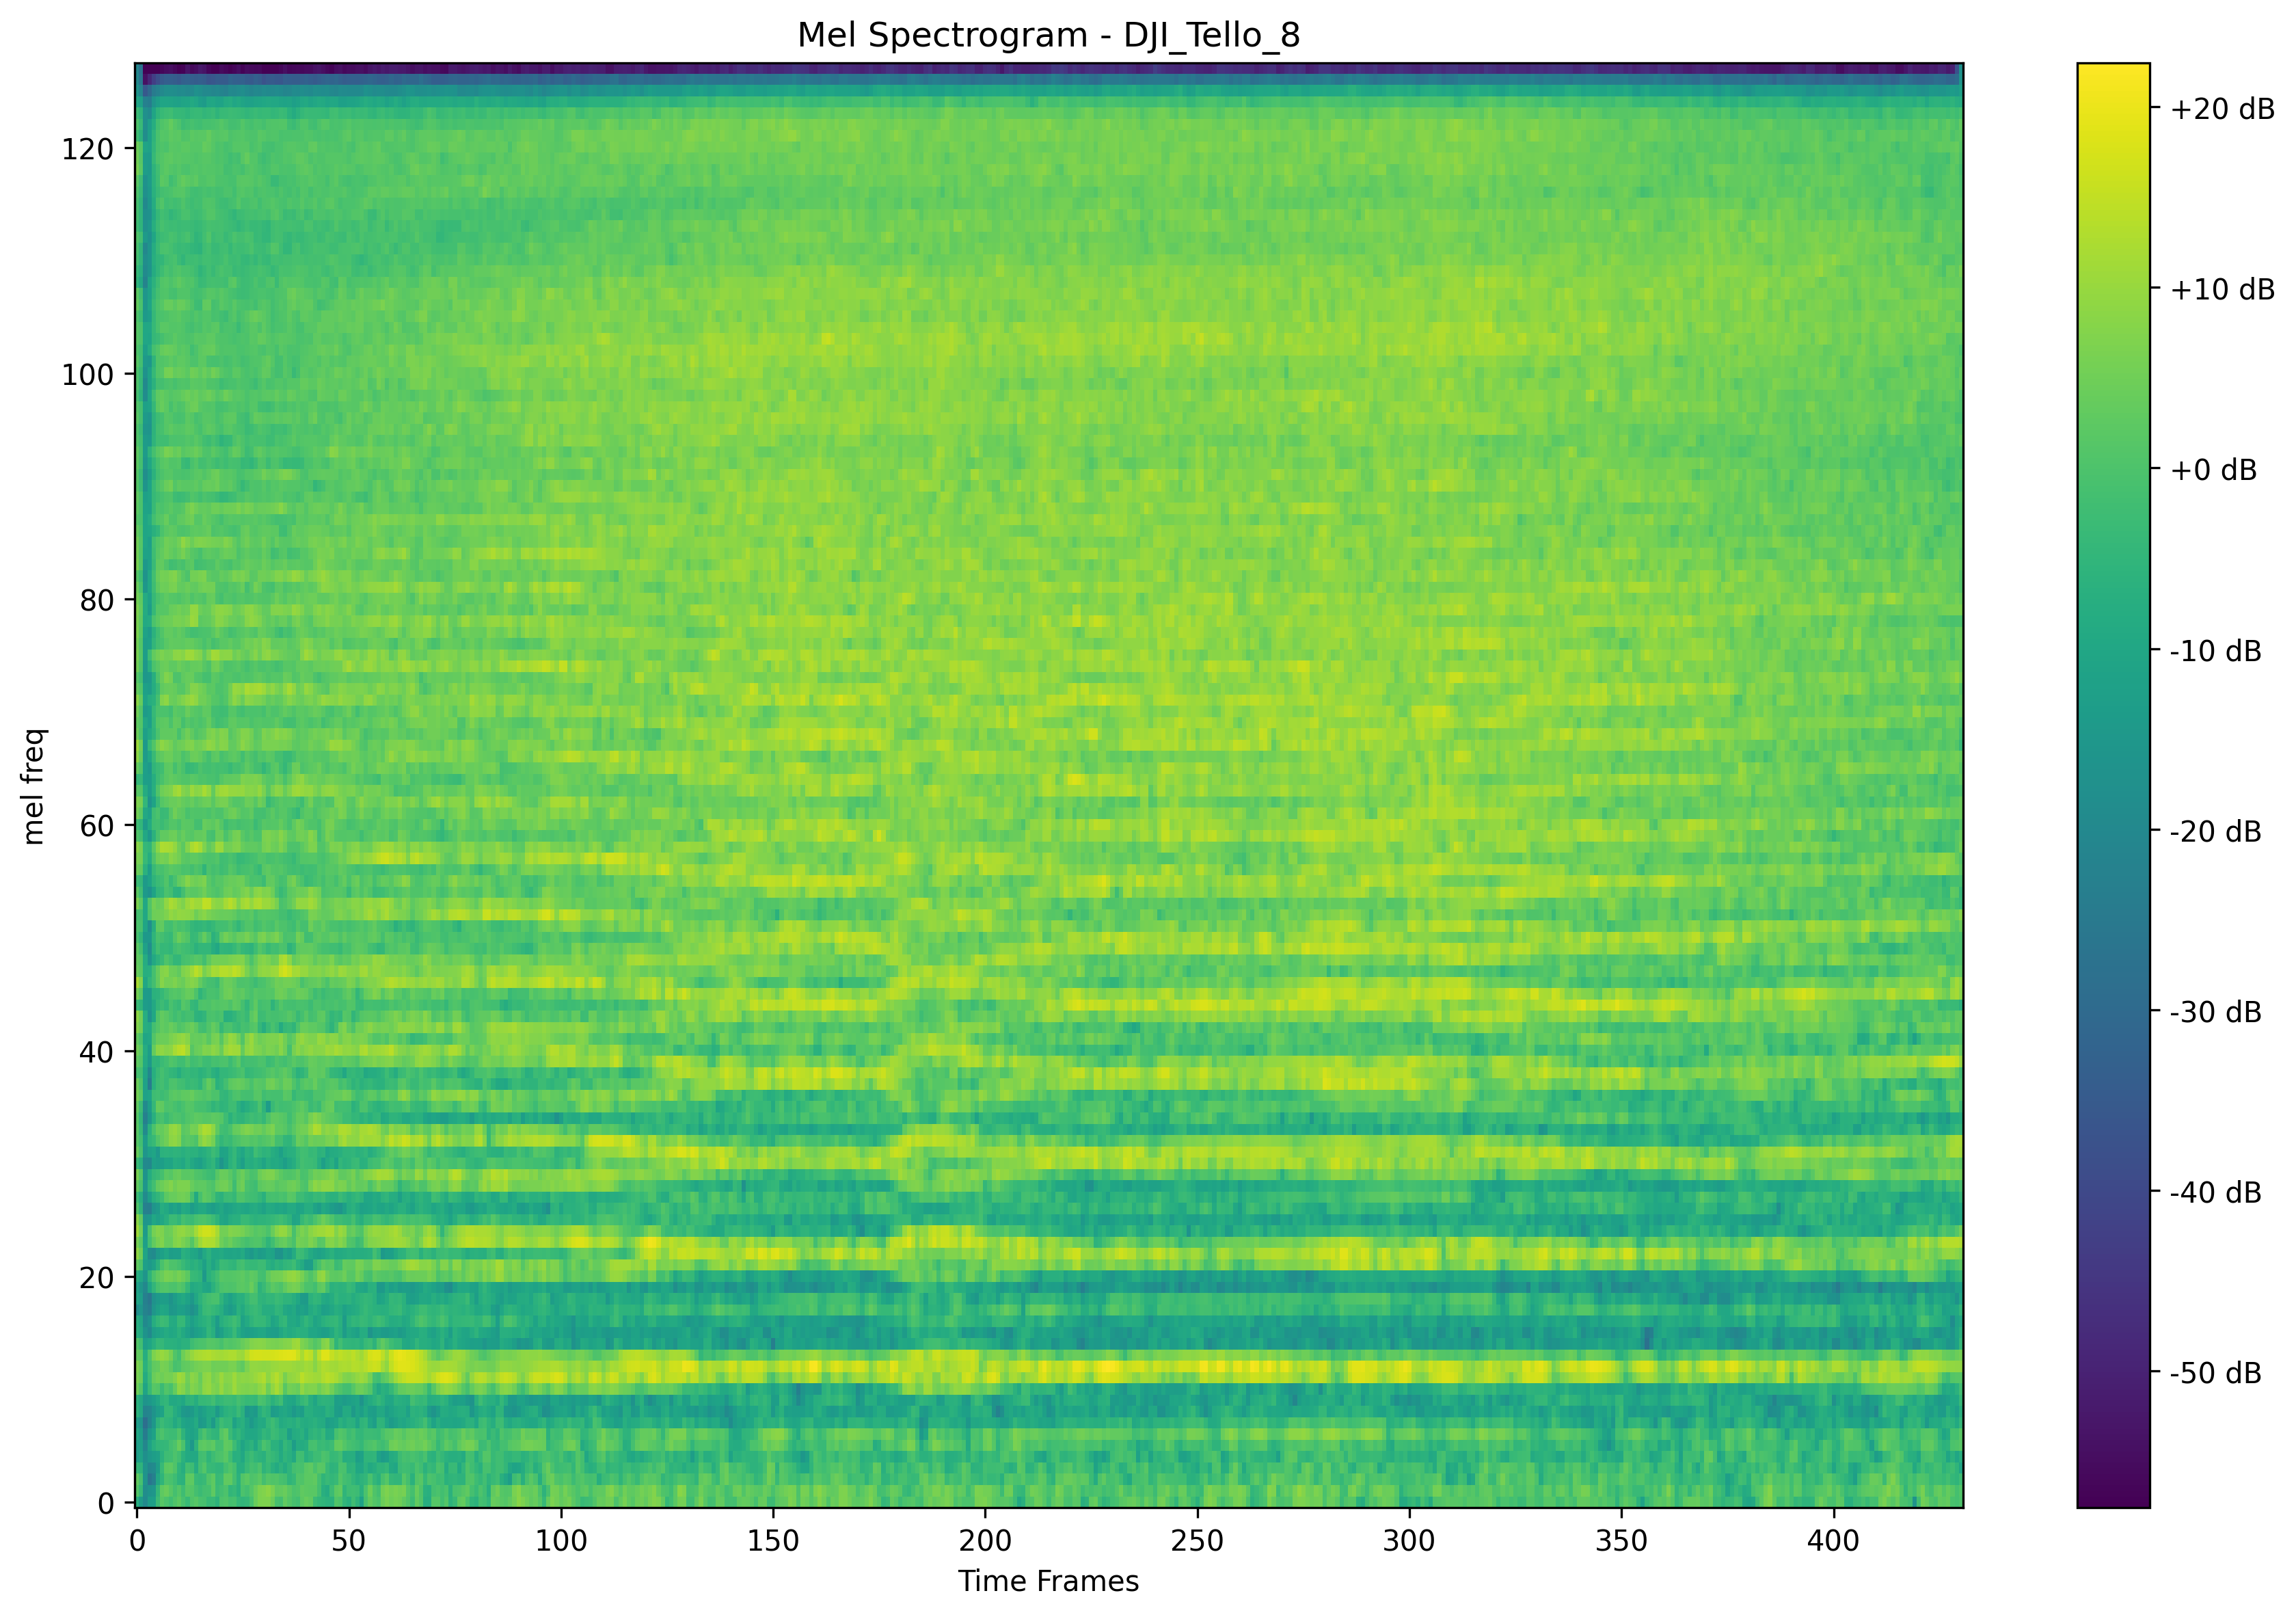 Mel Spectrogram - DJI_Tello_8
120
100
80
60
40
20
0
mel freq
0 50 100 150 200 250 300 350 400
Time Frames
+20 dB
+10 dB
+0 dB
-10 dB
-20 dB
-30 dB
-40 dB
-50 dB